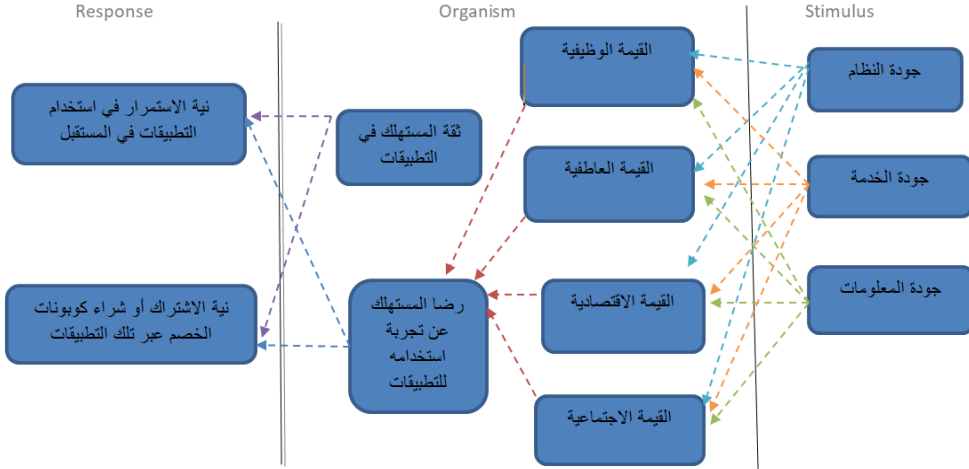 Stimulus
Organism
Response
جودة النظام
جودة الخدمة
جودة المعلومات
القيمة الوظيفية
القيمة العاطفية
القيمة الاقتصادية
القيمة الاجتماعية
ثقة المستهلك في
التطبيقات
رضا المستهلك
عن تجربة
استخدامه
للتطبيقات
نية الاستمرار في استخدام
التطبيقات في المستقبل
نية الاشتراك أو شراء كوبونات
الخصم عبر تلك التطبيقات